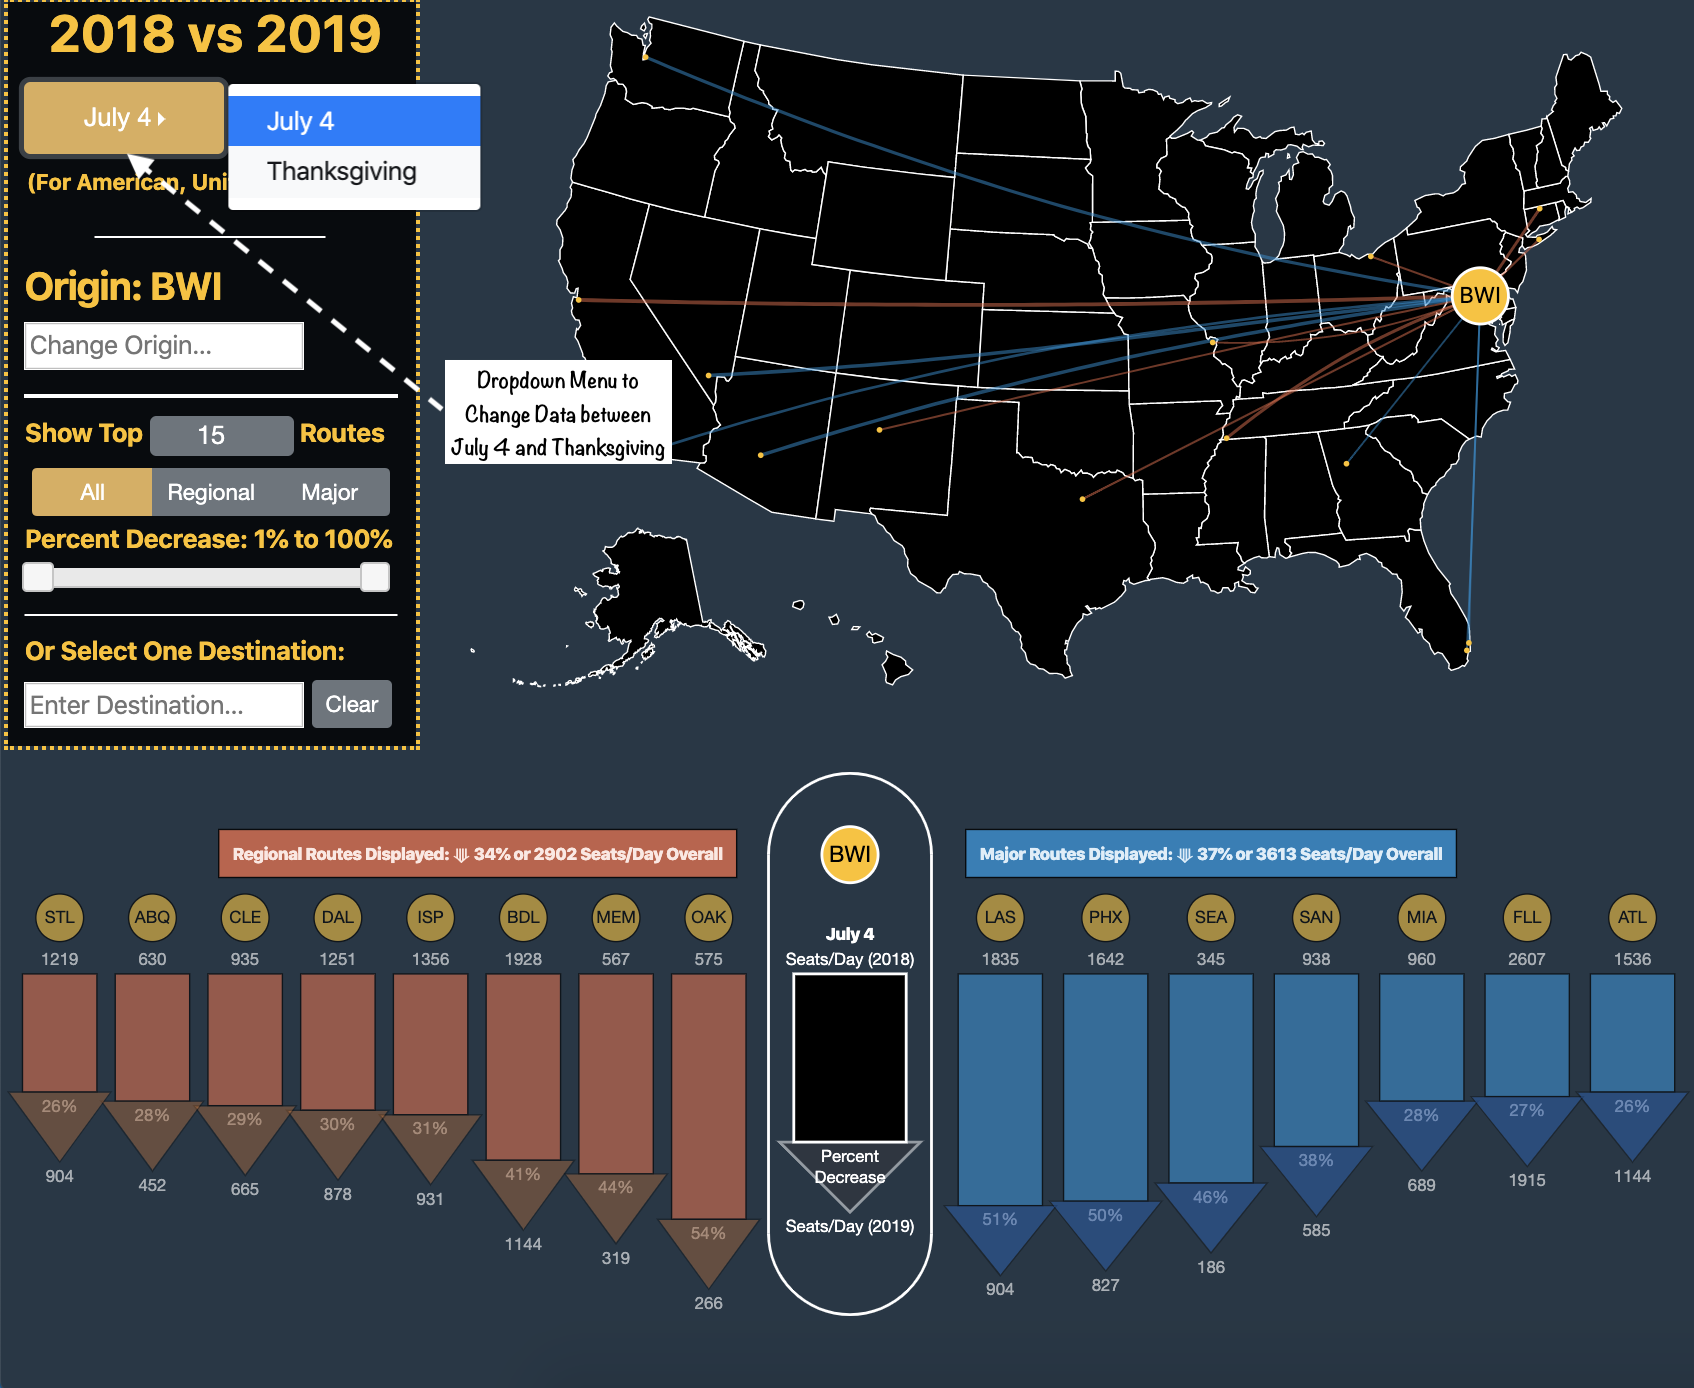 2018 vs 2019
July 4
July 4
Thanksgiving
(For American, Uni
Origin: BWI
Change Origin...
Dropdown Menu to
Change Data between
July 4 and Thanksgiving
Show Top 15 Routes
All Regional Major
Percent Decrease: 1% to 100%
Or Select One Destination:
Enter Destination...
Clear
BWI
Regional Routes Displayed: 34% or 2902 Seats/Day Overall
BWI
Major Routes Displayed: 37% or 3613 Seats/Day Overall
STL ABQ CLE DAL ISP BDL MEM OAK
1219 630 935 1251 1356 1928 567 575
26% 28% 29% 30% 31% 41% 44% 54%
904 452 665 878 931 1144 319 266
July 4
Seats/Day (2018)
Percent
Decrease
Seats/Day (2019)
LAS PHX SEA SAN MIA FLL ATL
1835 1642 345 938 960 2607 1536
51% 50% 46% 38% 28% 27% 26%
904 827 186 585 689 1915 1144